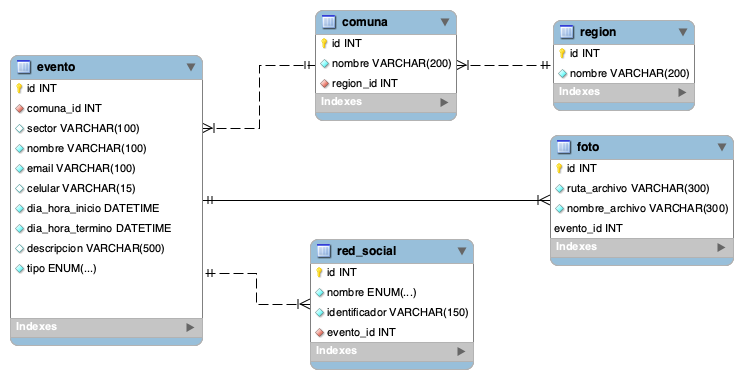 evento
id INT
comuna_id INT
sector VARCHAR(100)
nombre VARCHAR(100)
email VARCHAR(100)
celular VARCHAR(15)
dia_hora_inicio DATETIME
dia_hora_termino DATETIME
descripcion VARCHAR(500)
tipo ENUM(...)
Indexes
comuna
id INT
nombre VARCHAR(200)
region_id INT
Indexes
region
id INT
nombre VARCHAR(200)
Indexes
foto
id INT
ruta_archivo VARCHAR(300)
nombre_archivo VARCHAR(300)
evento_id INT
Indexes
red_social
id INT
nombre ENUM(...)
identificador VARCHAR(150)
evento_id INT
Indexes